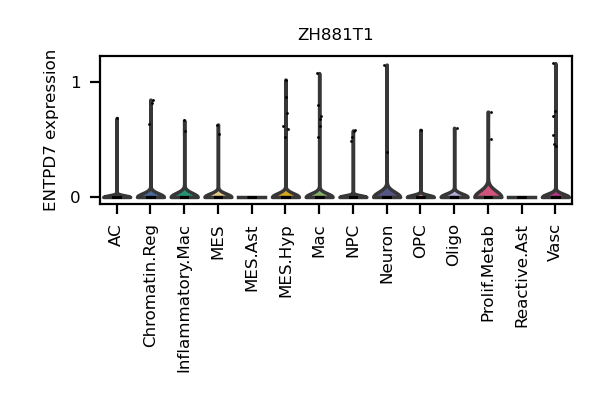 ZH881T1
ENTPD7 expression
1
0
AC
Chromatin.Reg
Inflammatory.Mac
MES
MES.Ast
MES.Hyp
Mac
NPC
Neuron
OPC
Oligo
Prolif.Metab
Reactive.Ast
Vasc